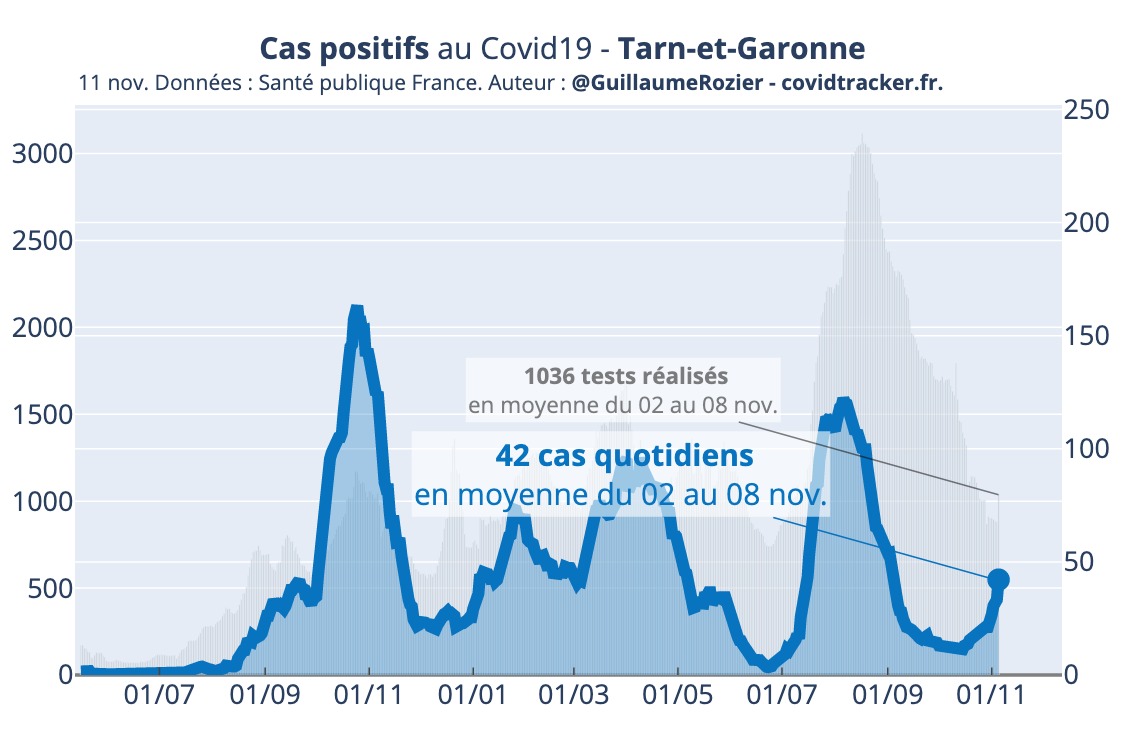 Cas positifs au Covid19 - Tarn-et-Garonne
11 nov. Données : Santé publique France. Auteur : @GuillaumeRozier - covidtracker.fr.
250
3000
200
2500
2000
150
1036 tests réalisés
en moyenne du 02 au 08 nov.
1500
100
42 cas quotidiens
en moyenne du 02 au 08 nov.
1000
50
500
0
0
01/07 01/09 01/11 01/01 01/03 01/05 01/07 01/09 01/11